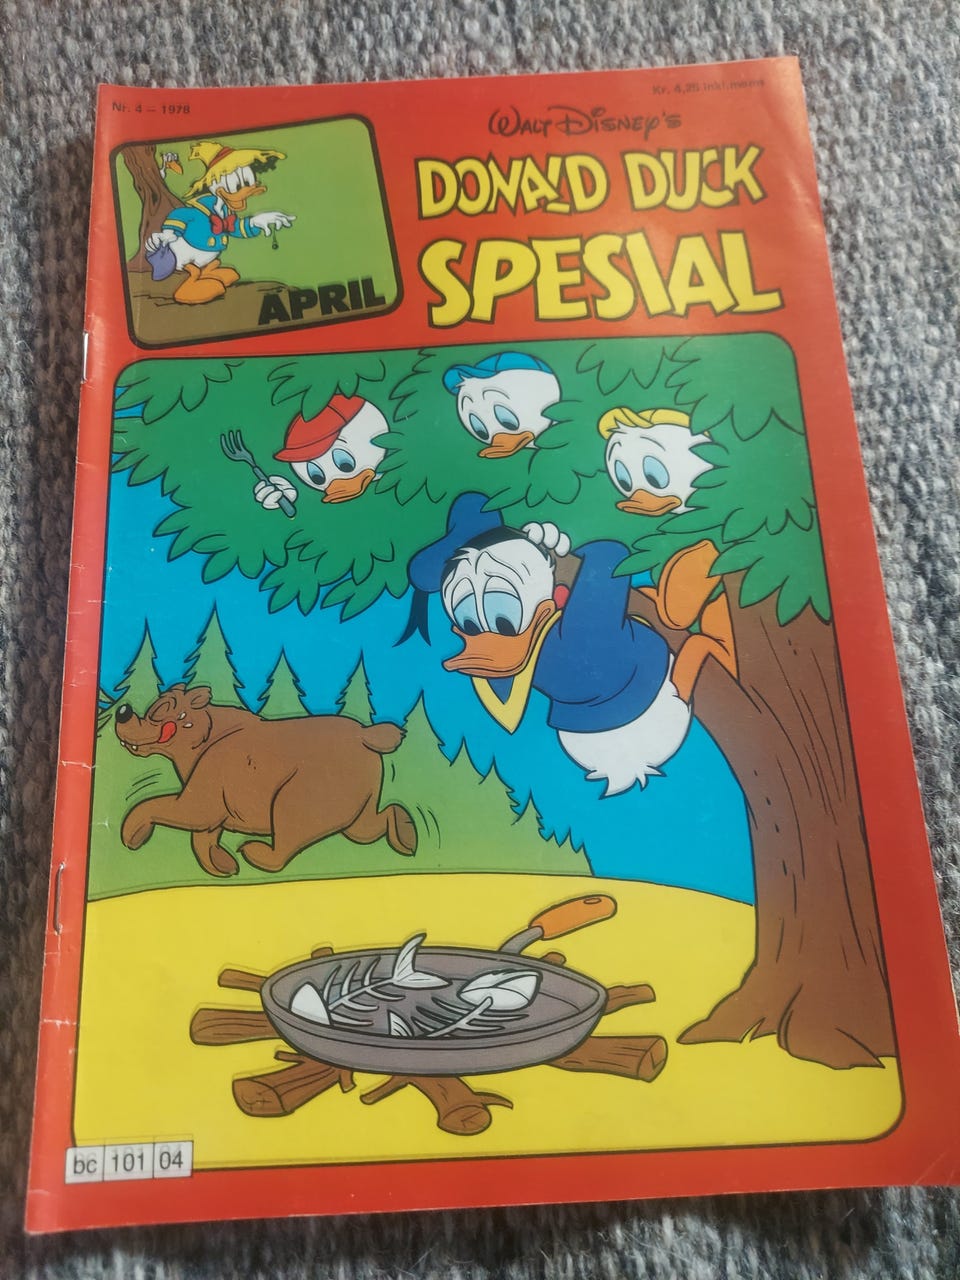 Nr. 4 – 1978
Kr. 4,25 inkl. moms
Walt Disney's
DONALD DUCK
SPESIAL
APRIL
bc 101 04